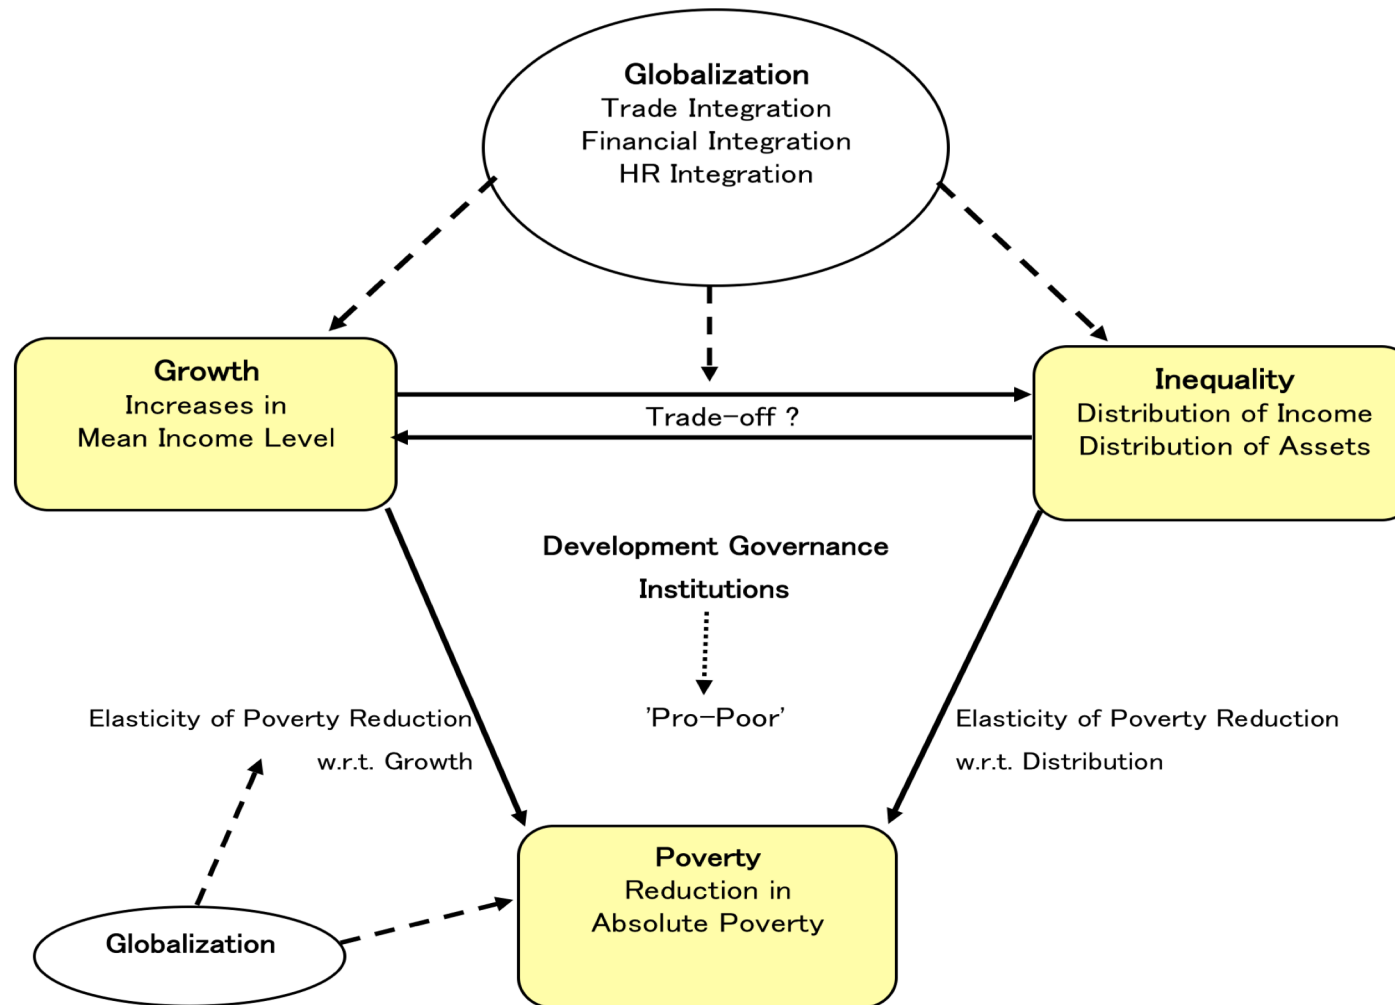 Globalization
Trade Integration
Financial Integration
HR Integration
Growth
Increases in
Mean Income Level
Trade-off ?
Inequality
Distribution of Income
Distribution of Assets
Development Governance
Institutions
'Pro-Poor'
Elasticity of Poverty Reduction
w.r.t. Growth
Elasticity of Poverty Reduction
w.r.t. Distribution
Poverty
Reduction in
Absolute Poverty
Globalization